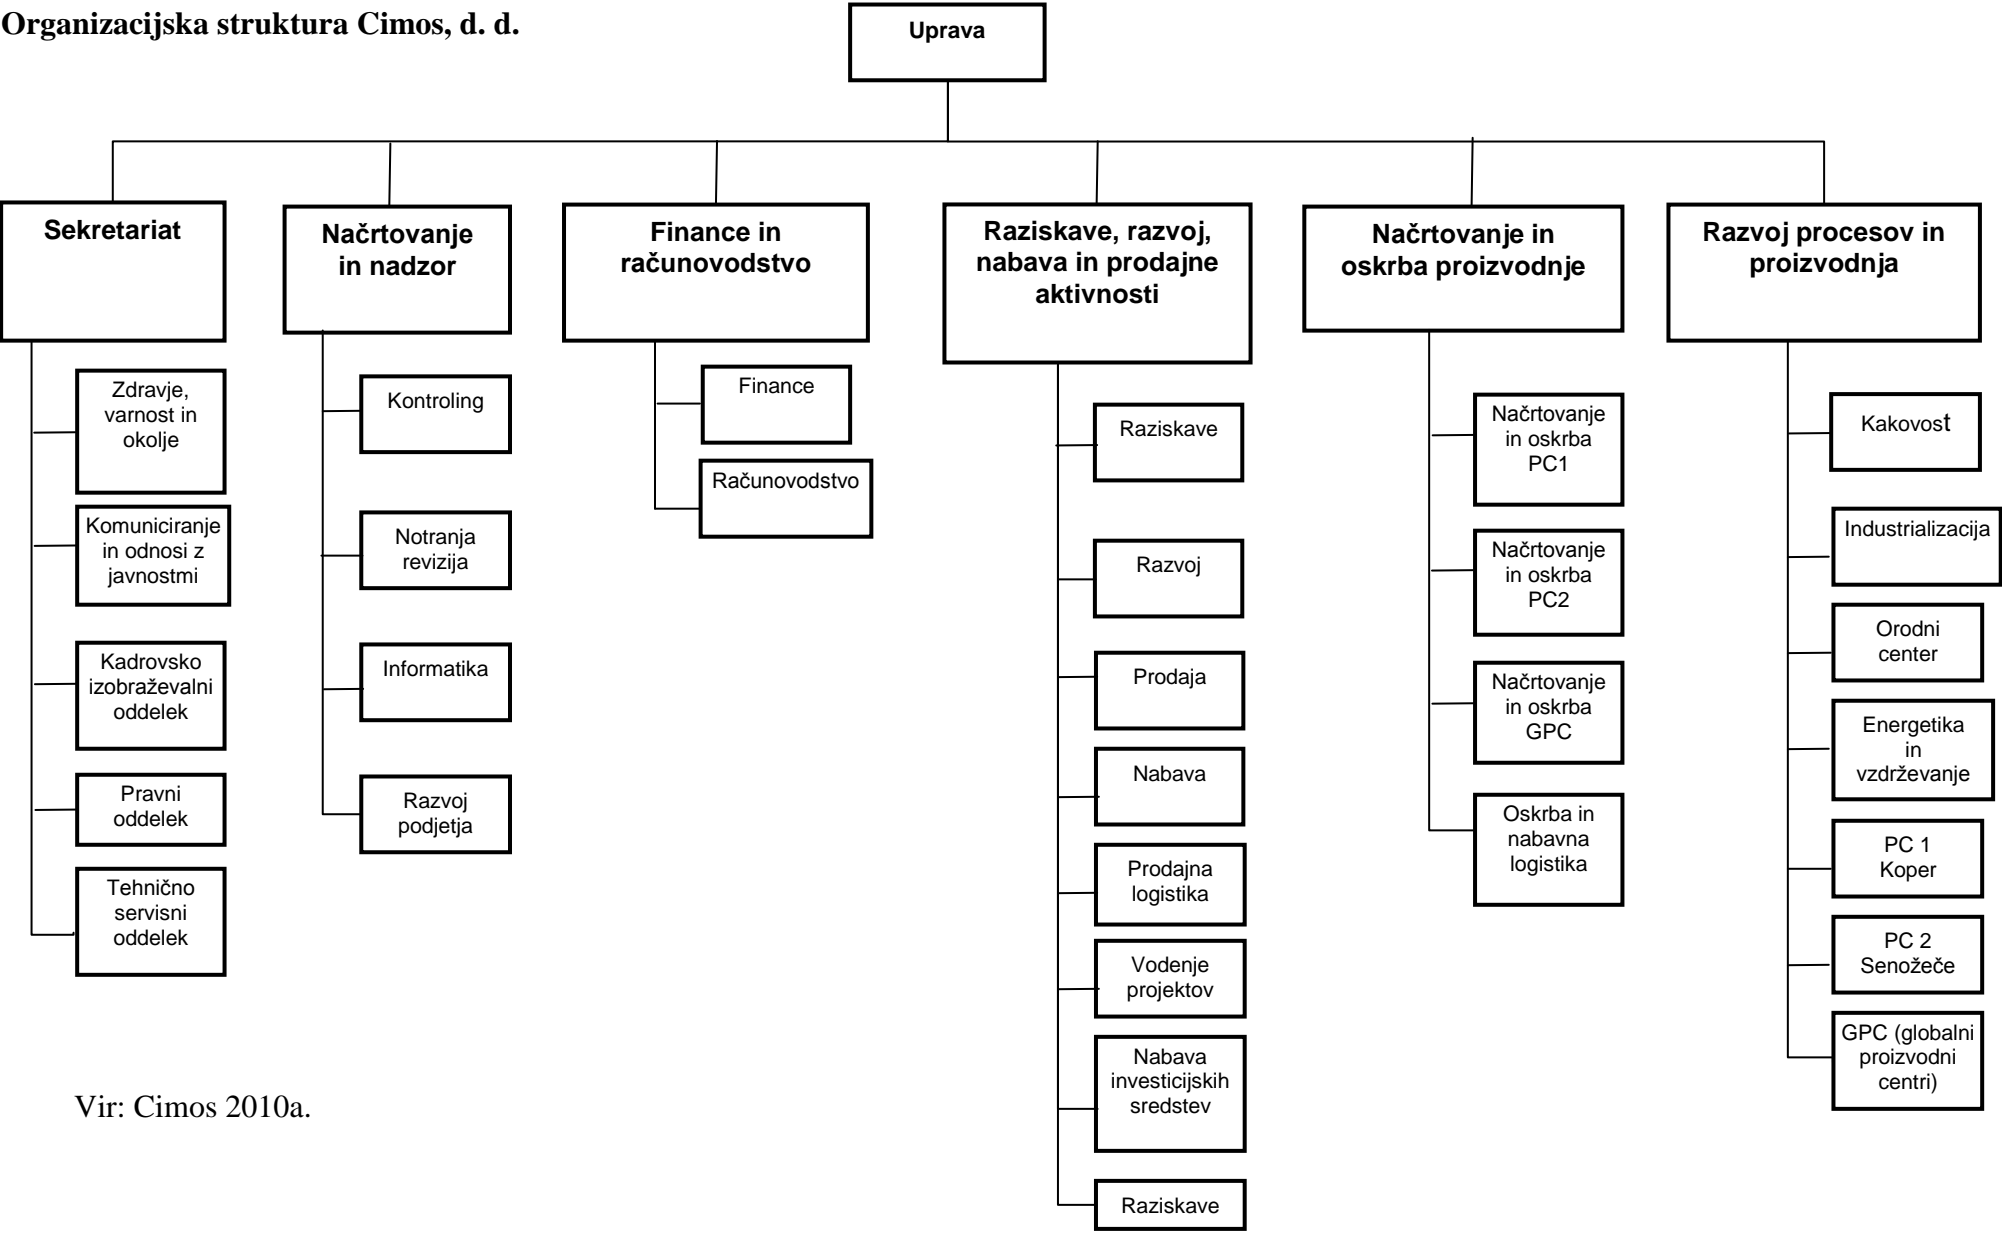 Organizacijska struktura Cimos, d. d.
Uprava
Sekretariat
Zdravje,
varnost in
okolje
Komuniciranje
in odnosi z
javnostmi
Kadrovsko
izobraževalni
oddelek
Pravni
oddelek
Tehnično
servisni
oddelek
Načrtovanje
in nadzor
Kontroling
Notranja
revizija
Informatika
Razvoj
podjetja
Finance in
računovodstvo
Finance
Računovodstvo
Raziskave, razvoj,
nabava in prodajne
aktivnosti
Raziskave
Razvoj
Prodaja
Nabava
Prodajna
logistika
Vodenje
projektov
Nabava
investicijskih
sredstev
Raziskave
Načrtovanje in
oskrba proizvodnje
Načrtovanje
in oskrba
PC1
Načrtovanje
in oskrba
PC2
Načrtovanje
in oskrba
GPC
Oskrba in
nabavna
logistika
Razvoj procesov in
proizvodnja
Kakovost
Industrializacija
Orodni
center
Energetika
in
vzdrževanje
PC 1
Koper
PC 2
Senožeče
GPC (globalni
proizvodni
centri)
Vir: Cimos 2010a.